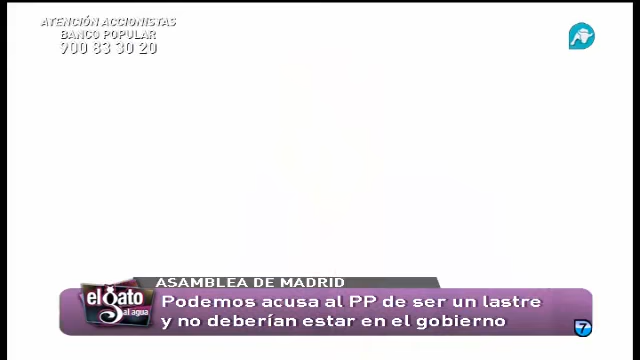 ATENCIÓN ACCIONISTAS
BANCO POPULAR
900 83 30 20
ASAMBLEA DE MADRID
el gato
al agua
Podemos acusa al PP de ser un lastre
y no deberían estar en el gobierno
7